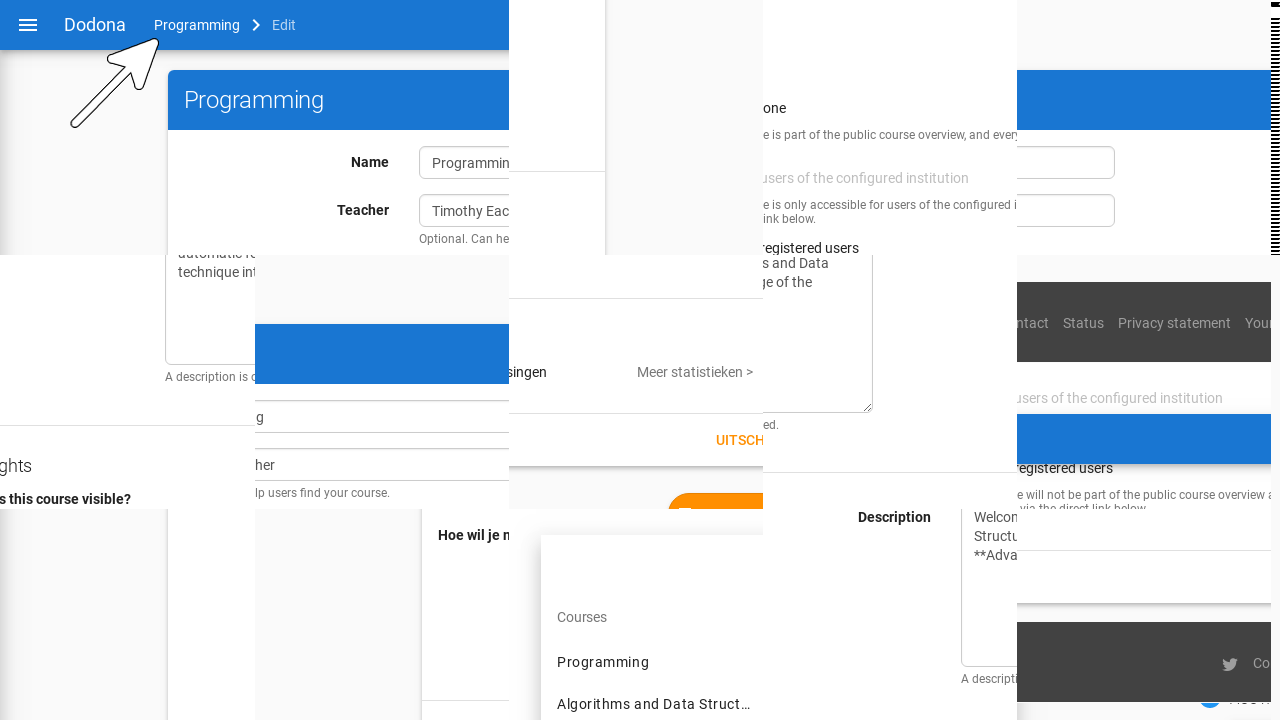 Dodona Programming > Edit
Programming
Name Programmin
Teacher Timothy Eac
Optional. Can he
one
e is part of the public course overview, and every
users of the configured institution
e is only accessible for users of the configured i
link below.
registered users
technique int
A description is o
ghts
s this course visible?
g
her
lp users find your course.
singen Meer statistieken >
UITSCH
s and Data
ge of the
ed.
ntact Status Privacy statement Your
users of the configured institution
registered users
e will not be part of the public course overview a
via the direct link below.
Hoe wil je n
Courses
Programming
Algorithms and Data Struct…
Description Welcom
Structu
**Adva
A descripti
Co